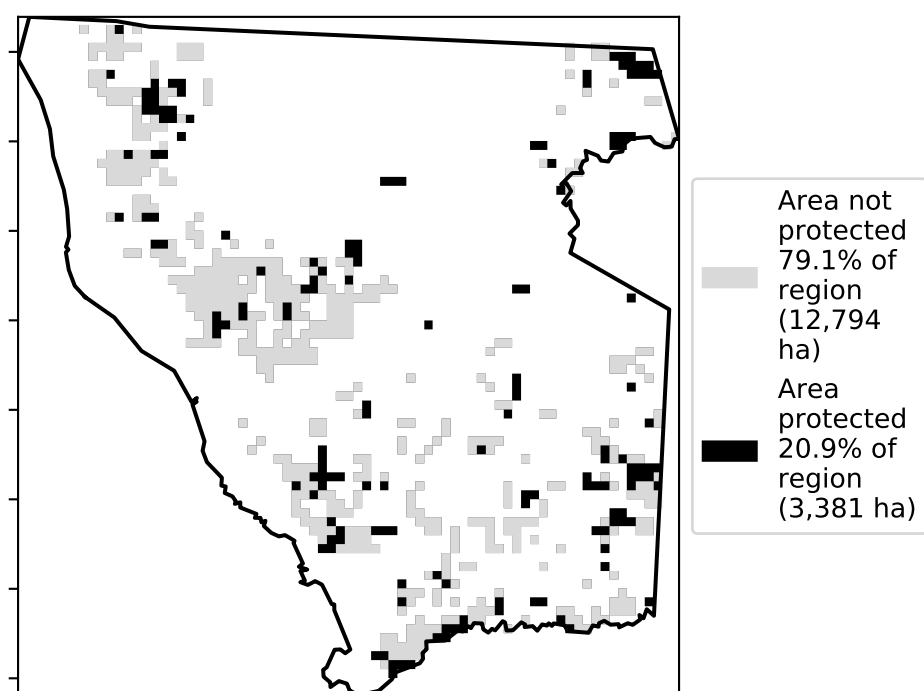 Area not
protected
79.1% of
region
(12,794
ha)
Area
protected
20.9% of
region
(3,381 ha)